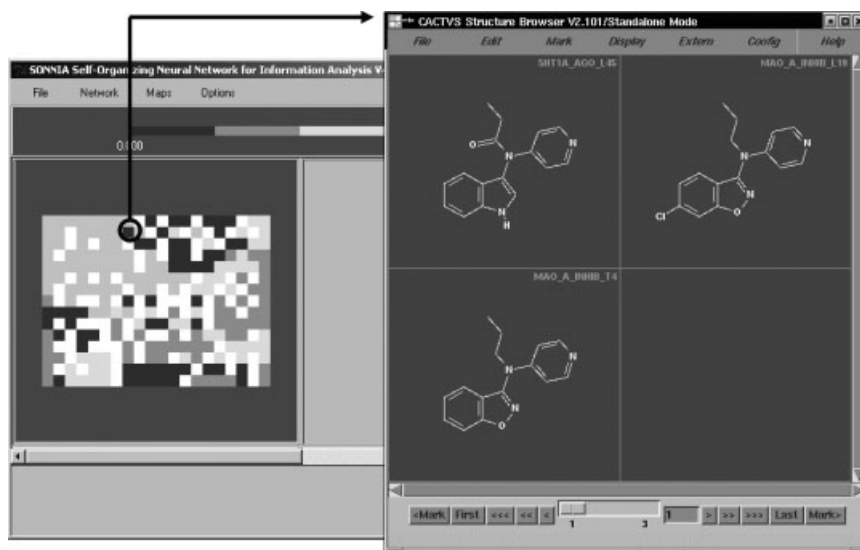 CACTVS Structure Browser V2.101/Standalone Mode
File Edit Mark Display Extern Config Help
SONNIA Self-Organizing Neural Network for Information Analysis V
File Network Maps Options
0.000
5HT1A_AGO_L45
MAO_A_INHIB_L19
O
N
N
N
H
N
N
N
O
Cl
MAO_A_INHIB_T4
N
N
N
O
<Mark First <<< << < 1 > >> >>> Last Mark>
1 3